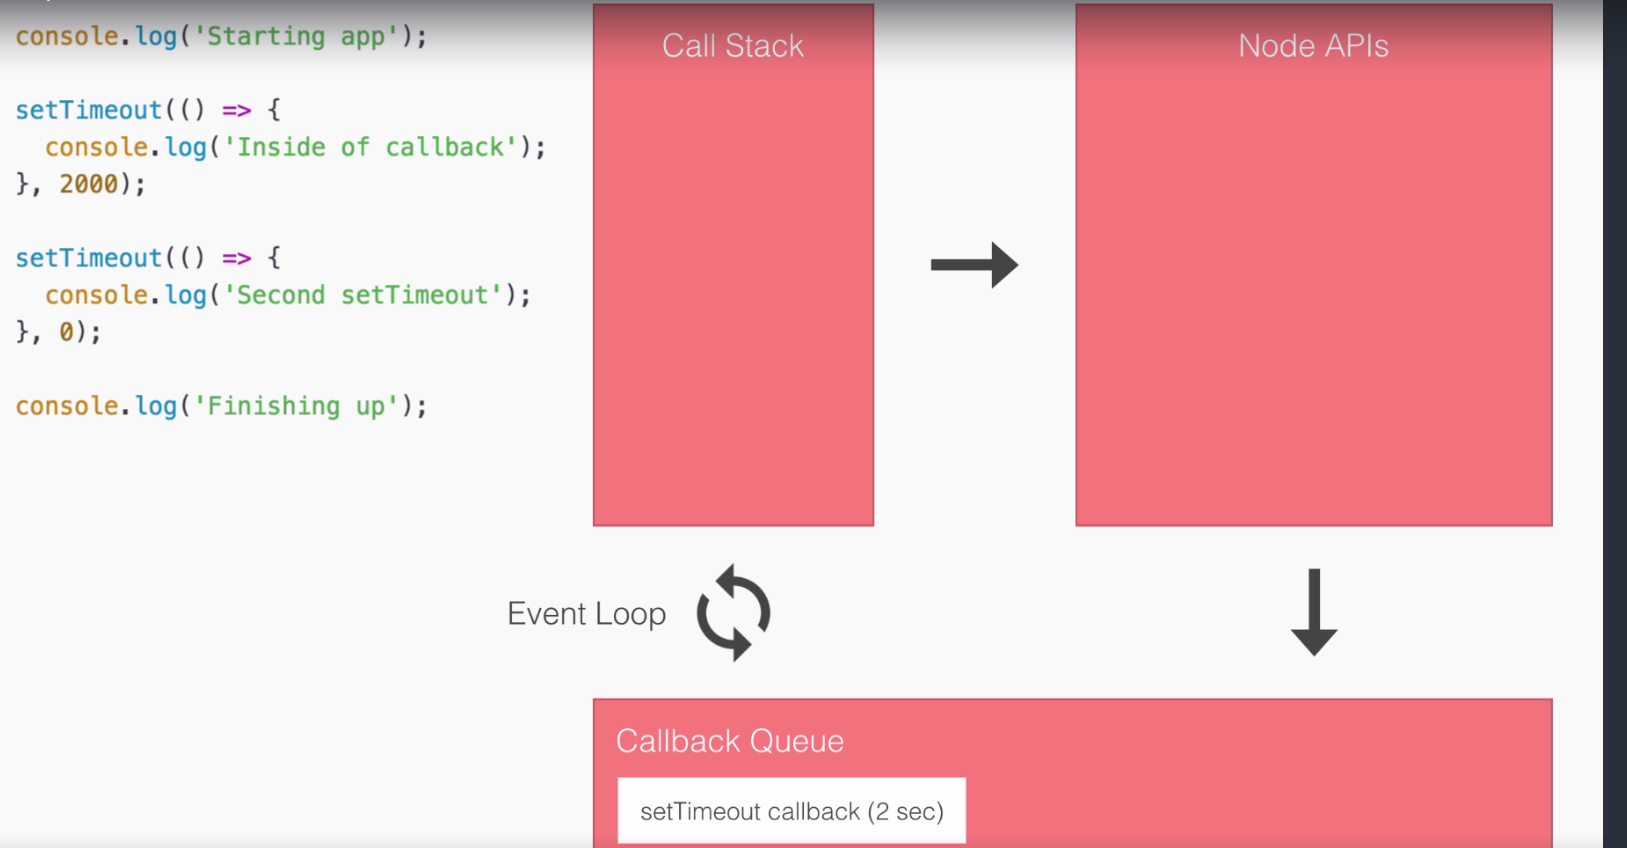 console.log('Starting app');
setTimeout(() => {
  console.log('Inside of callback');
}, 2000);
setTimeout(() => {
  console.log('Second setTimeout');
}, 0);
console.log('Finishing up');
Call Stack
Node APIs
Event Loop
Callback Queue
setTimeout callback (2 sec)